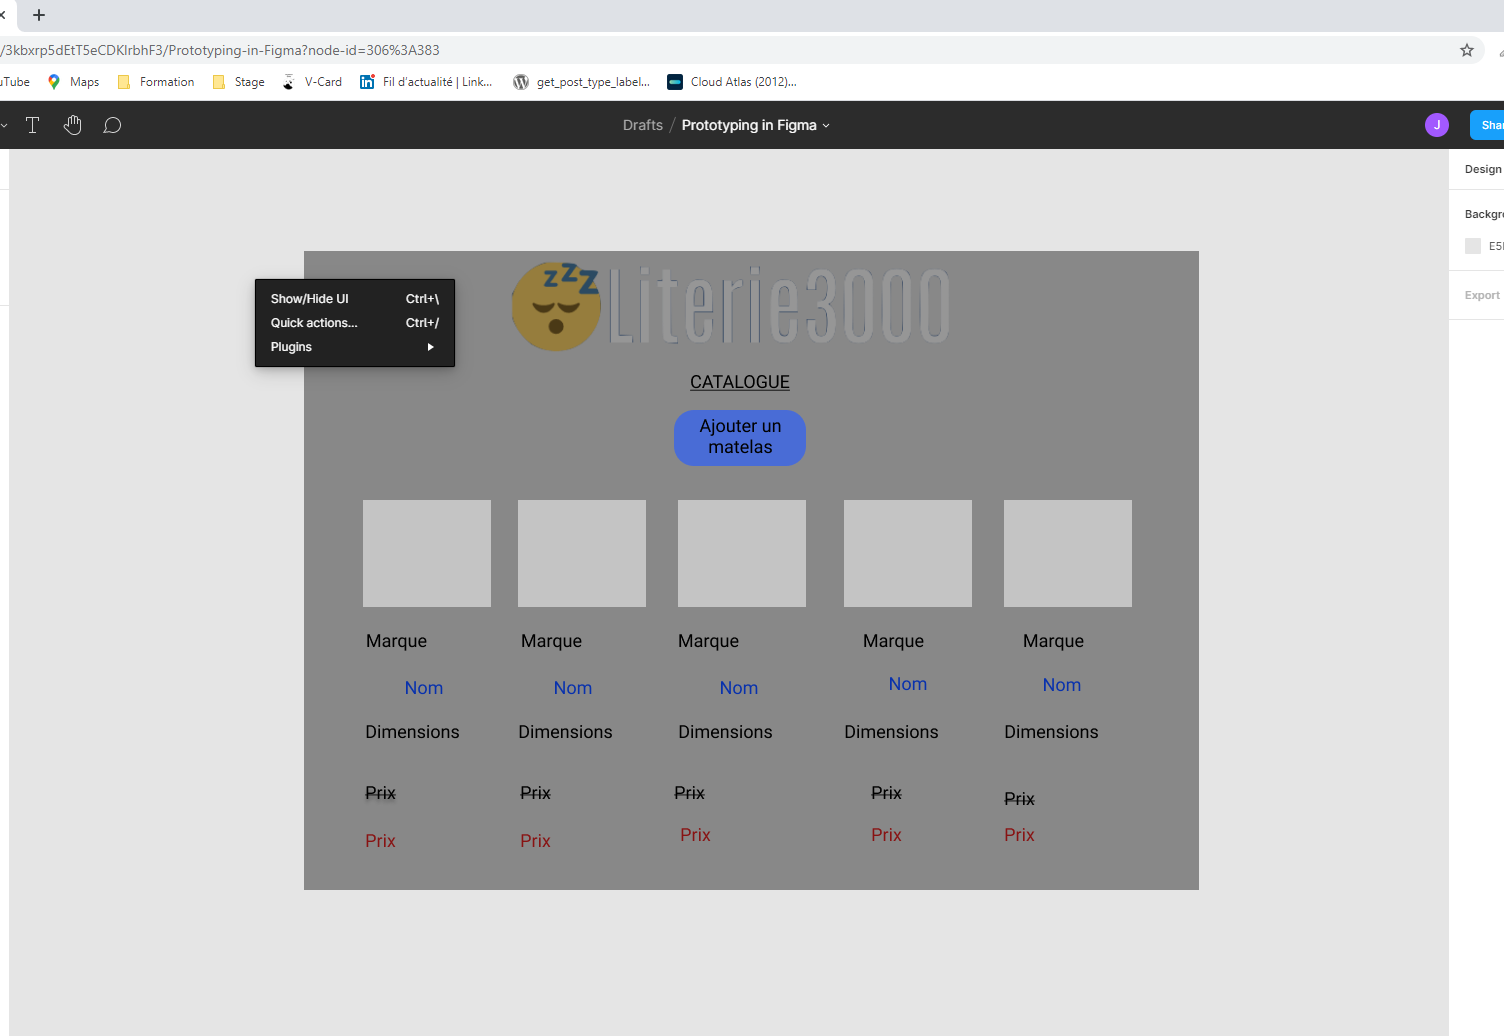 /3kbxrp5dEtT5eCDKlrbhF3/Prototyping-in-Figma?node-id=306%3A383
uTube Maps Formation Stage V-Card Fil d'actualité | Link... get_post_type_label... Cloud Atlas (2012)...
Drafts / Prototyping in Figma J Shar
Design
Backgro
E5
Export
Show/Hide UI Ctrl+\
Quick actions... Ctrl+/
Plugins
zzz Literie3000
CATALOGUE
Ajouter un
matelas
Marque Marque Marque Marque Marque
Nom Nom Nom Nom Nom
Dimensions Dimensions Dimensions Dimensions Dimensions
Prix Prix Prix Prix Prix
Prix Prix Prix Prix Prix